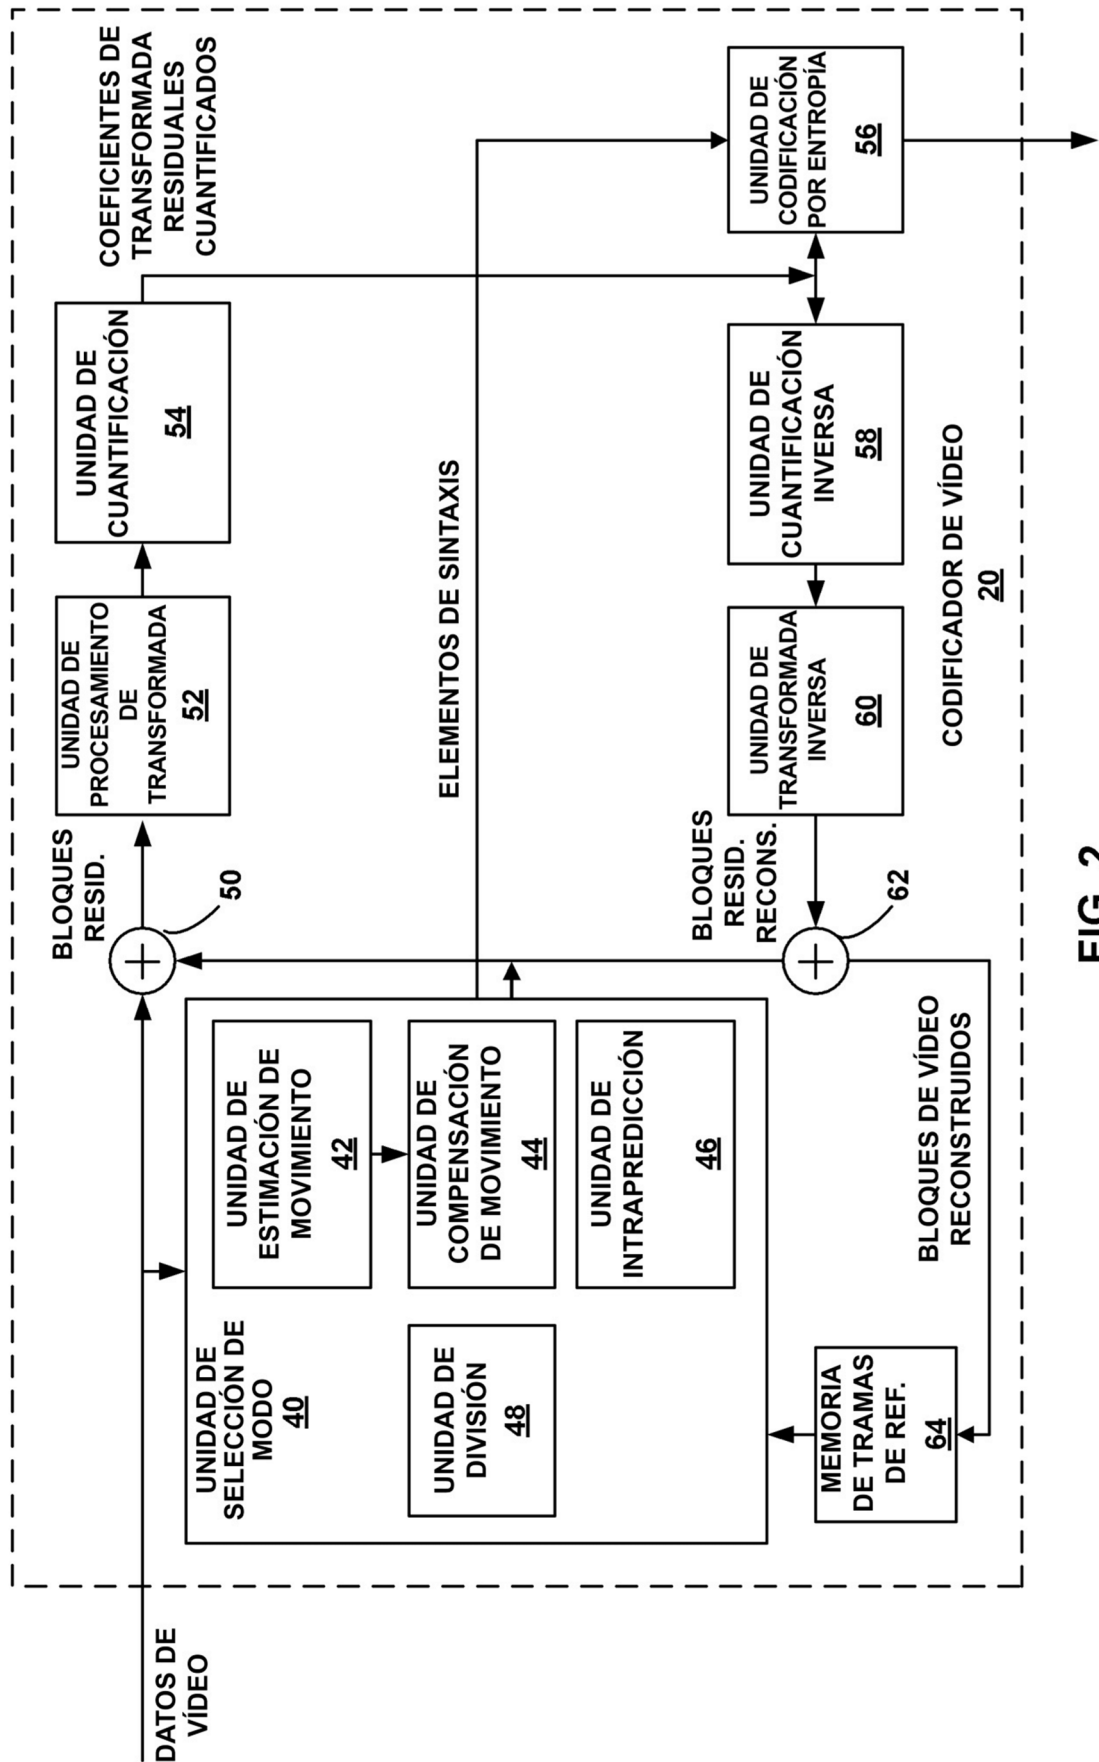 DATOS DE
VÍDEO
UNIDAD DE
SELECCIÓN DE
MODO
40
UNIDAD DE
ESTIMACIÓN DE
MOVIMIENTO
42
UNIDAD DE
COMPENSACIÓN
DE MOVIMIENTO
44
UNIDAD DE
INTRAPREDICCIÓN
46
UNIDAD DE
DIVISIÓN
48
MEMORIA
DE TRAMAS
DE REF.
64
BLOQUES DE VÍDEO
RECONSTRUIDOS
BLOQUES
RESID.
50
UNIDAD DE
PROCESAMIENTO
DE
TRANSFORMADA
52
UNIDAD DE
CUANTIFICACIÓN
54
COEFICIENTES DE
TRANSFORMADA
RESIDUALES
CUANTIFICADOS
ELEMENTOS DE SINTAXIS
BLOQUES
RESID.
RECONS.
62
UNIDAD DE
TRANSFORMADA
INVERSA
60
UNIDAD DE
CUANTIFICACIÓN
INVERSA
58
UNIDAD DE
CODIFICACIÓN
POR ENTROPÍA
56
CODIFICADOR DE VÍDEO
20
FIG. 2